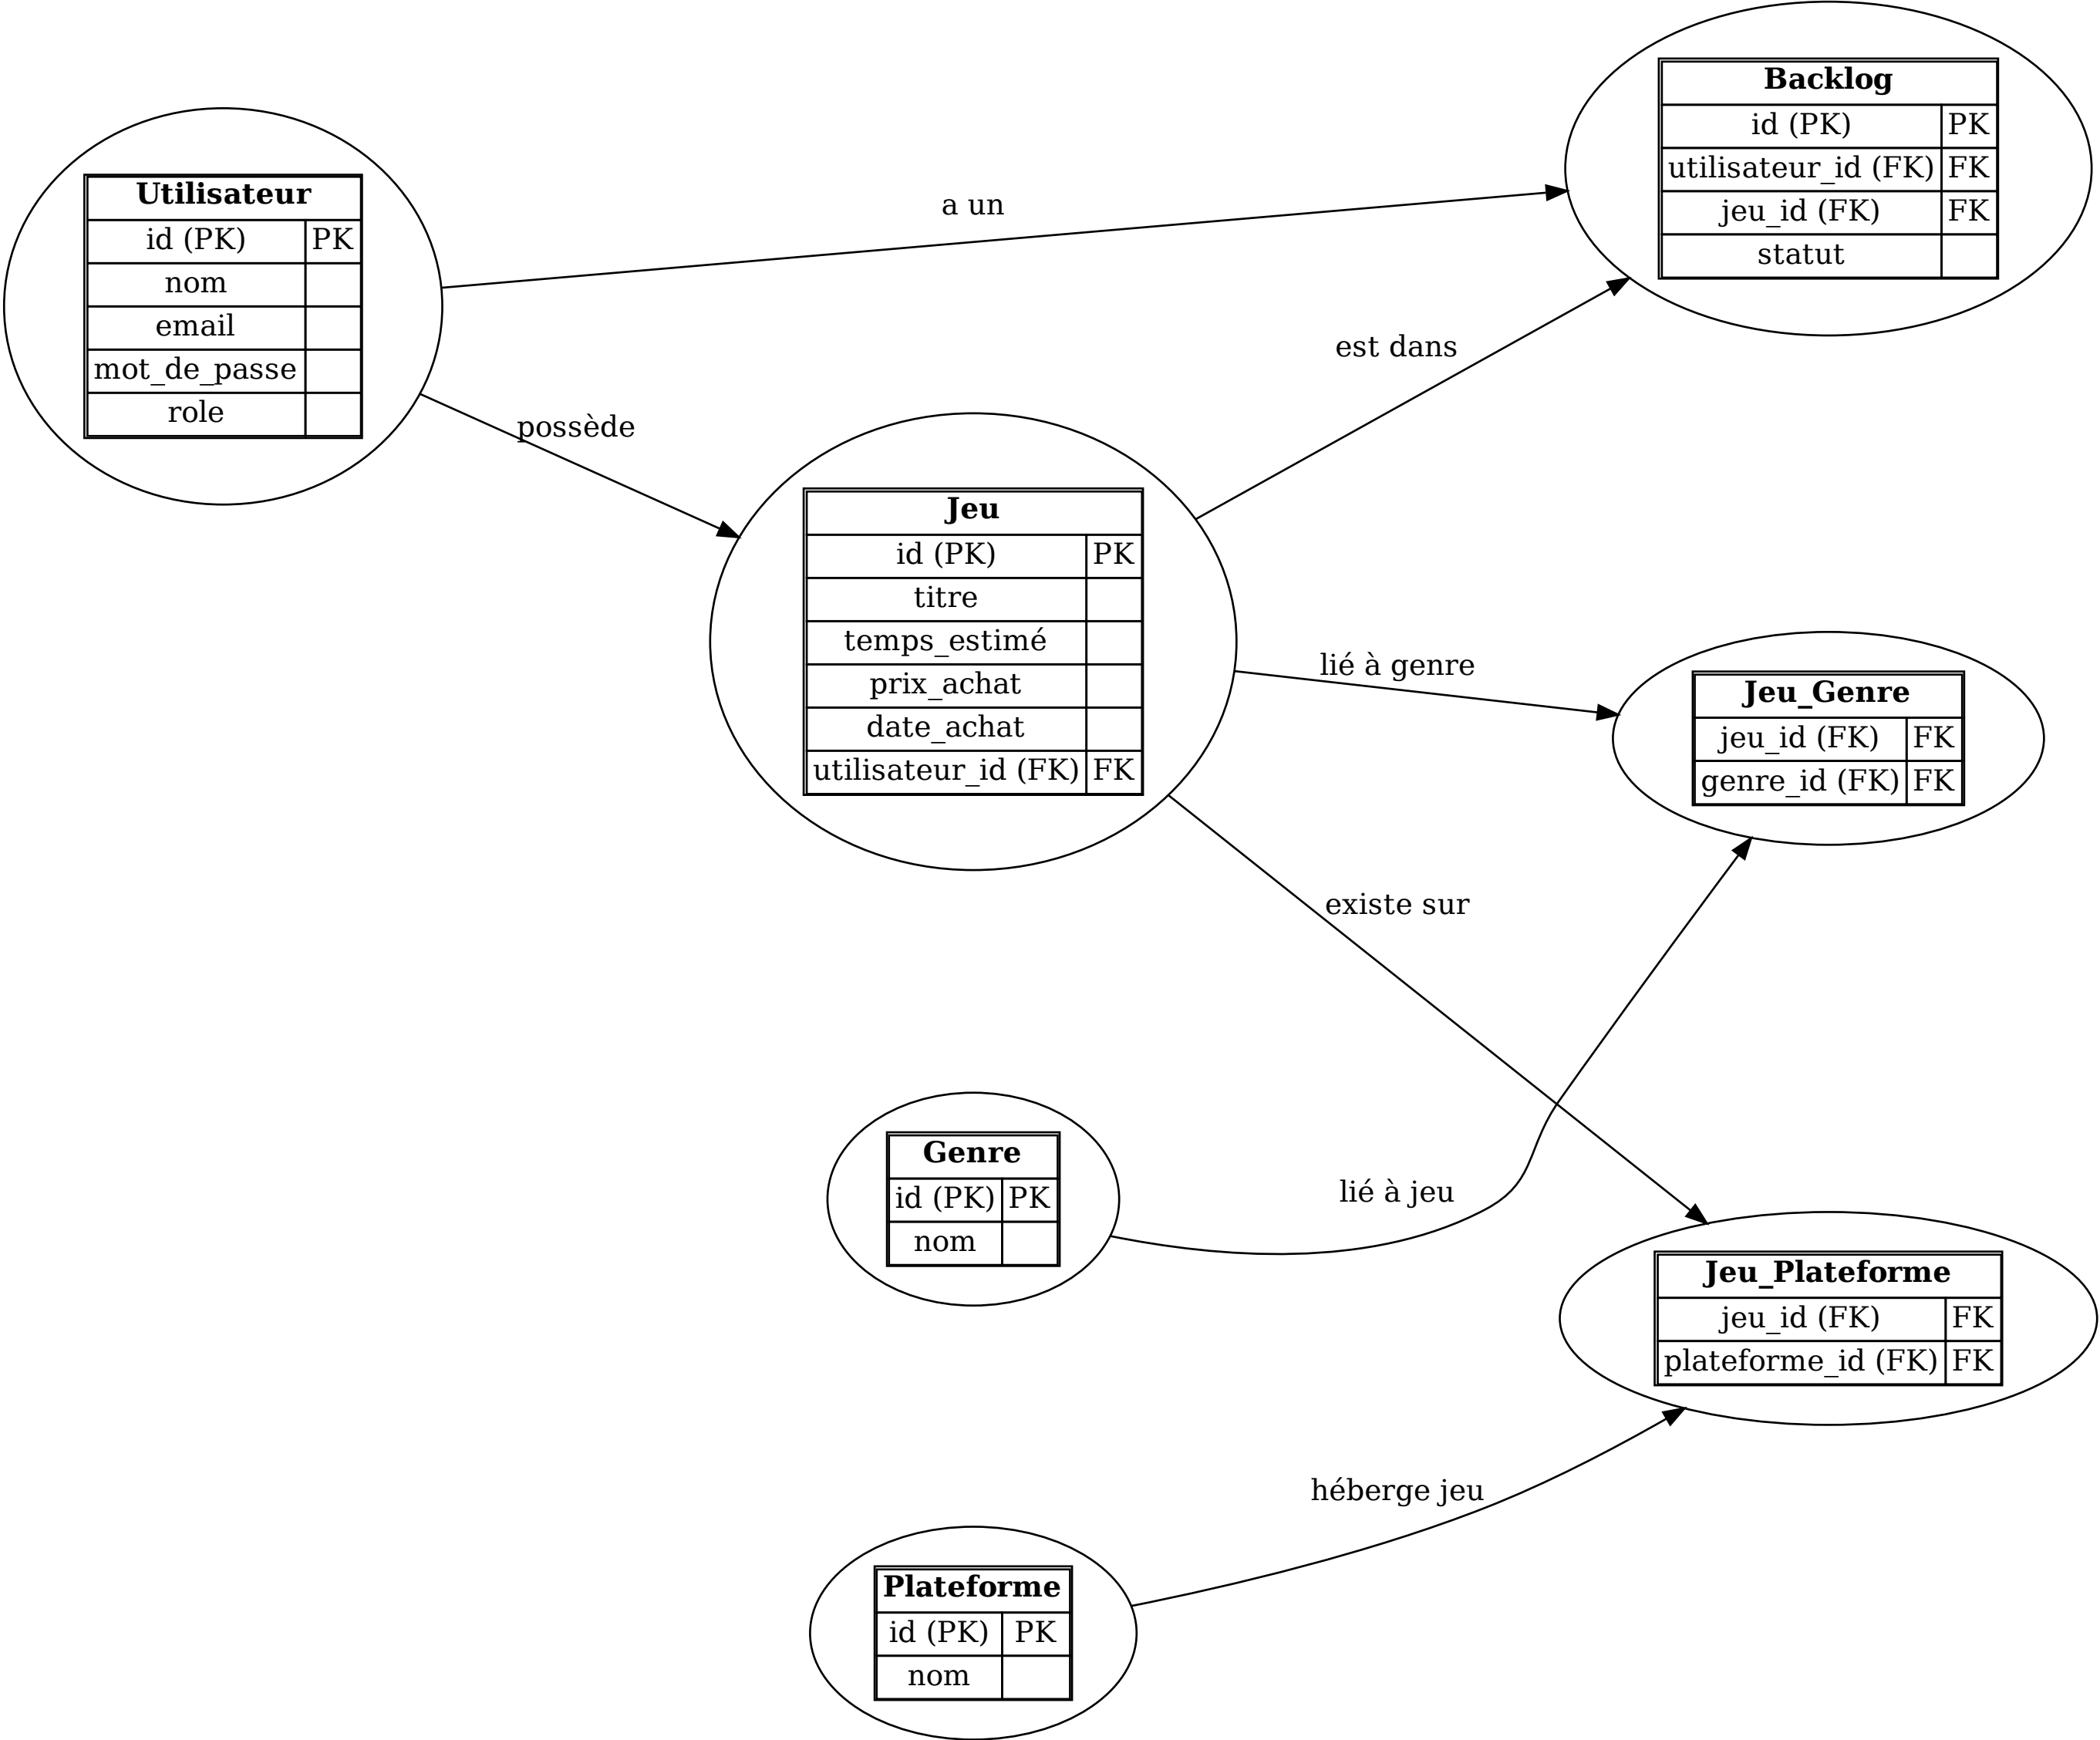 Utilisateur
id (PK) PK
nom
email
mot_de_passe
role
a un
possède
Backlog
id (PK) PK
utilisateur_id (FK) FK
jeu_id (FK) FK
statut
est dans
Jeu
id (PK) PK
titre
temps_estimé
prix_achat
date_achat
utilisateur_id (FK) FK
lié à genre
Jeu_Genre
jeu_id (FK) FK
genre_id (FK) FK
existe sur
Genre
id (PK) PK
nom
lié à jeu
Jeu_Plateforme
jeu_id (FK) FK
plateforme_id (FK) FK
héberge jeu
Plateforme
id (PK) PK
nom